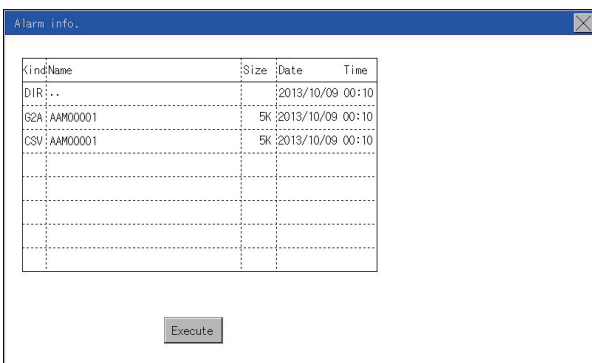 Alarm info.
Kind Name Size Date Time
DIR .. 2013/10/09 00:10
G2A AAM00001 5K 2013/10/09 00:10
CSV AAM00001 5K 2013/10/09 00:10
Execute